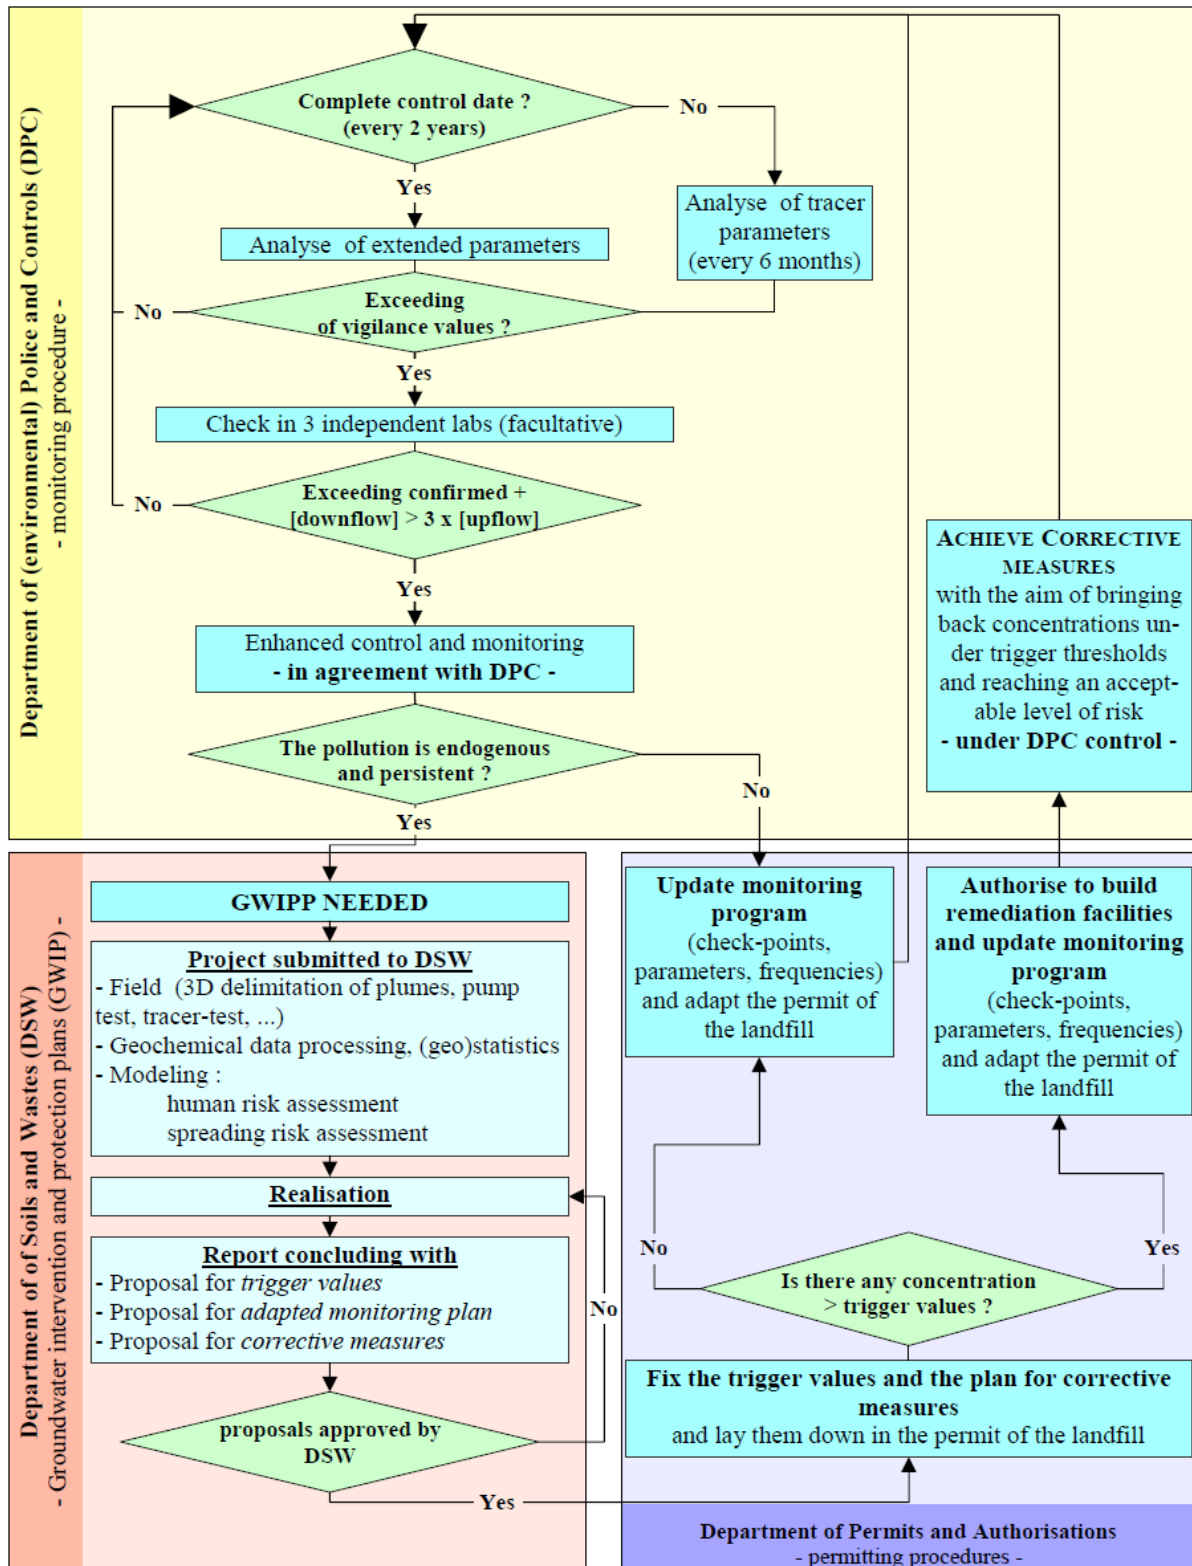 Department of (environmental) Police and Controls (DPC)
- monitoring procedure -
Complete control date ?
(every 2 years)
No
Yes
Analyse of tracer
parameters
(every 6 months)
Analyse of extended parameters
Exceeding
of vigilance values ?
No
Yes
Check in 3 independent labs (facultative)
Exceeding confirmed +
[downflow] > 3 x [upflow]
No
Yes
Enhanced control and monitoring
- in agreement with DPC -
The pollution is endogenous
and persistent ?
No
Yes
ACHIEVE CORRECTIVE
MEASURES
with the aim of bringing
back concentrations un-
der trigger thresholds
and reaching an accept-
able level of risk
- under DPC control -
Department of of Soils and Wastes (DSW)
- Groundwater intervention and protection plans (GWIP) -
GWIPP NEEDED
Project submitted to DSW
- Field (3D delimitation of plumes, pump
test, tracer-test, ...)
- Geochemical data processing, (geo)statistics
- Modeling :
human risk assessment
spreading risk assessment
Realisation
Report concluding with
- Proposal for trigger values
- Proposal for adapted monitoring plan
- Proposal for corrective measures
No
proposals approved by
DSW
Yes
Update monitoring
program
(check-points,
parameters, frequencies)
and adapt the permit of
the landfill
Authorise to build
remediation facilities
and update monitoring
program
(check-points,
parameters, frequencies)
and adapt the permit of
the landfill
No
Yes
Is there any concentration
> trigger values ?
Fix the trigger values and the plan for corrective
measures
and lay them down in the permit of the landfill
Department of Permits and Authorisations
- permitting procedures -